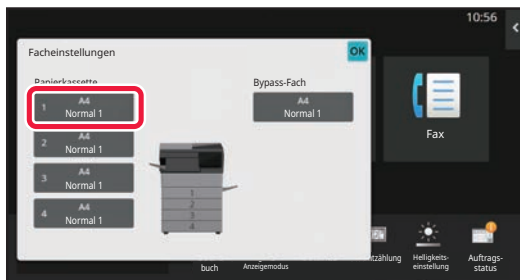 10:56
Facheinstellungen
OK
Papierkassette
Bypass-Fach
1 A4
Normal 1
A4
Normal 1
2 A4
Normal 1
3 A4
Normal 1
4 A4
Normal 1
1
2
3
4
Fax
buch
Anzeigemodus
tzählung
Helligkeits-
einstellung
Auftrags-
status